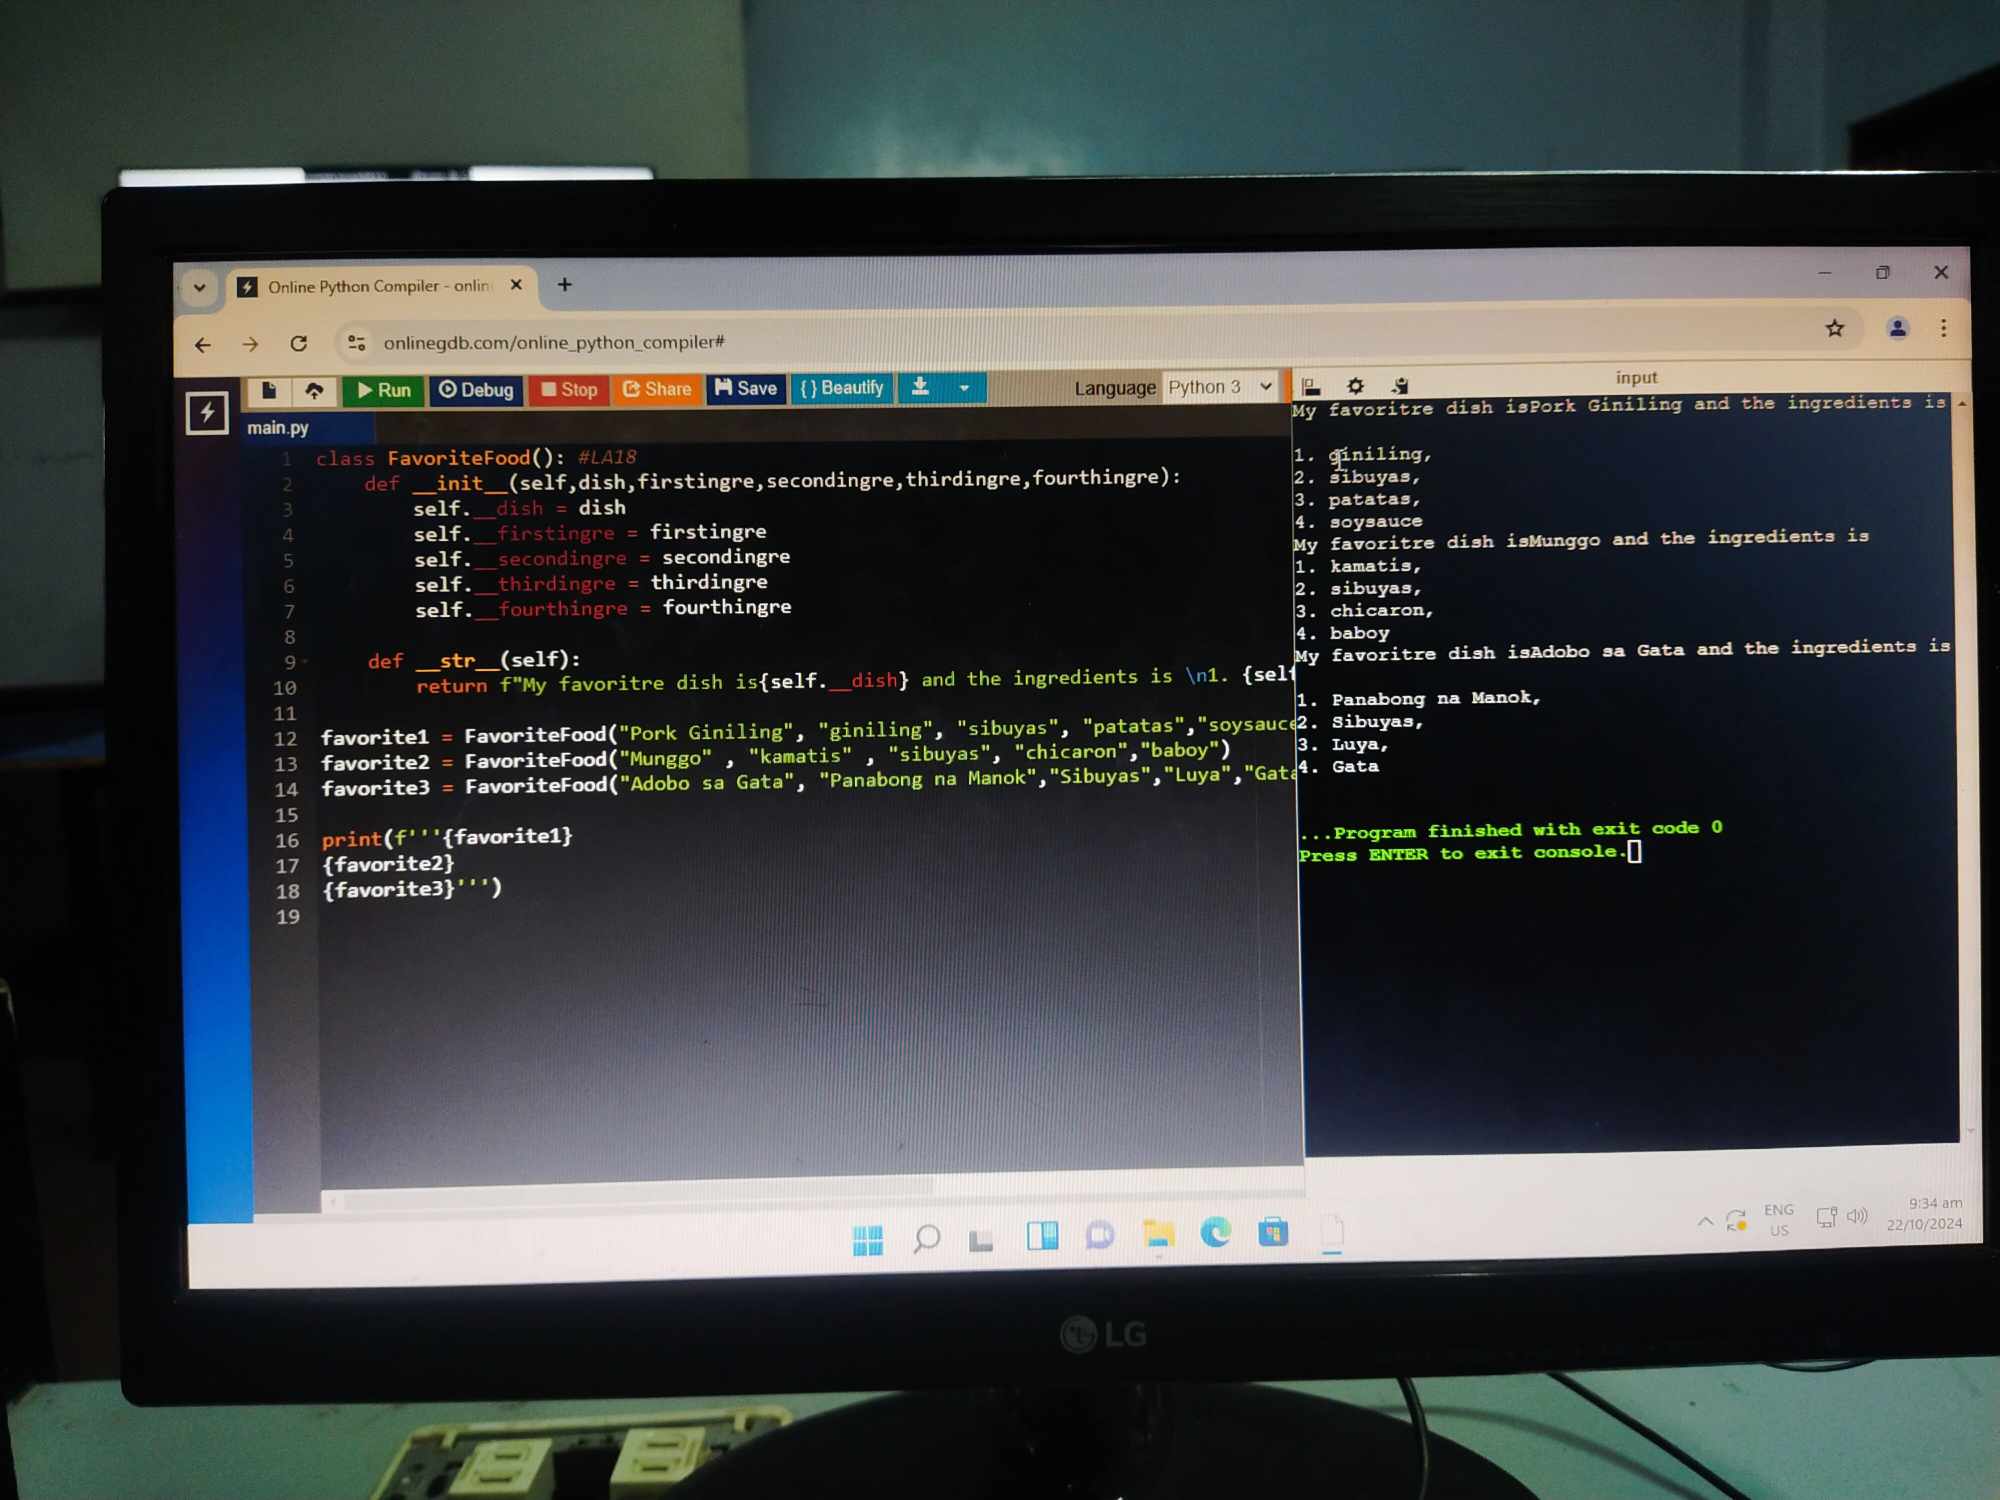 Online Python Compiler - onlin
onlinegdb.com/online_python_compiler#
Run Debug Stop Share Save {} Beautify Language Python 3
input
main.py
1 class FavoriteFood(): #LA18
2 def __init__(self,dish,firstingre,secondingre,thirdingre,fourthingre):
3 self.__dish = dish
4 self.__firstingre = firstingre
5 self.__secondingre = secondingre
6 self.__thirdingre = thirdingre
7 self.__fourthingre = fourthingre
8
9 def __str__(self):
10 return f"My favoritre dish is{self.__dish} and the ingredients is \n1. {self
11
12 favorite1 = FavoriteFood("Pork Giniling", "giniling", "sibuyas", "patatas","soysauce
13 favorite2 = FavoriteFood("Munggo" , "kamatis" , "sibuyas", "chicaron","baboy")
14 favorite3 = FavoriteFood("Adobo sa Gata", "Panabong na Manok","Sibuyas","Luya","Gata
15
16 print(f'''{favorite1}
17 {favorite2}
18 {favorite3}''')
19
My favoritre dish isPork Giniling and the ingredients is
1. giniling,
2. sibuyas,
3. patatas,
4. soysauce
My favoritre dish isMunggo and the ingredients is
1. kamatis,
2. sibuyas,
3. chicaron,
4. baboy
My favoritre dish isAdobo sa Gata and the ingredients is
1. Panabong na Manok,
2. Sibuyas,
3. Luya,
4. Gata
...Program finished with exit code 0
Press ENTER to exit console.
ENG
US
9:34 am
22/10/2024
LG